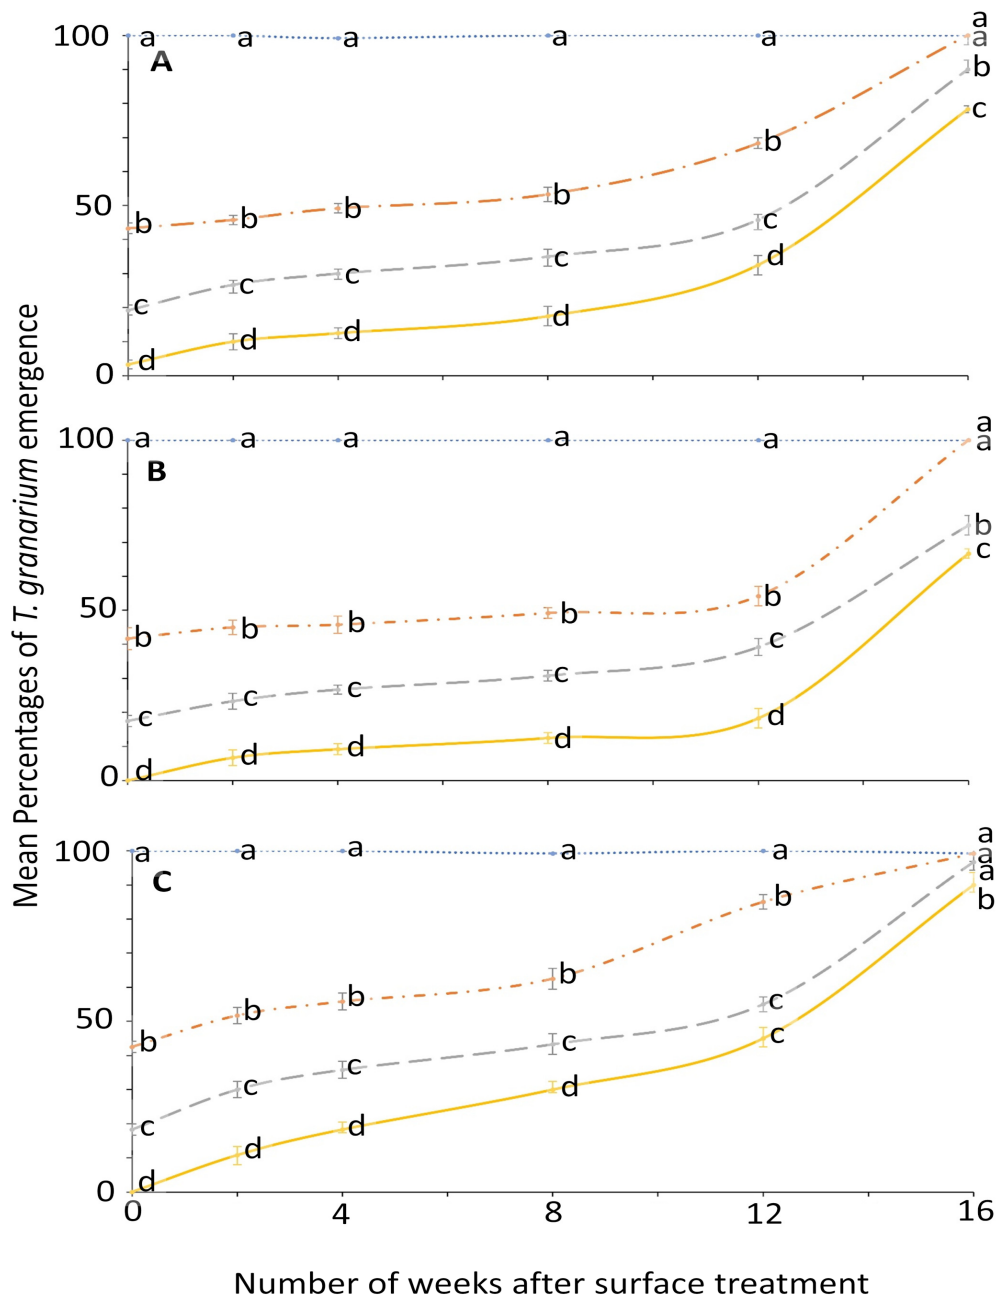 Mean Percentages of T. granarium emergence
a
100 a a a a a a
A b
c
b
50 b b b b c
d
c c c c
d d d d
0
a
100 a a a a a a
B
b
c
50 b b b b b
c
c c c c
d
d d d d
0
a
100 a a a a a a
C a
b b
b
b b c
50 b c
c
c c d
c d
d
d
0
0 4 8 12 16
Number of weeks after surface treatment